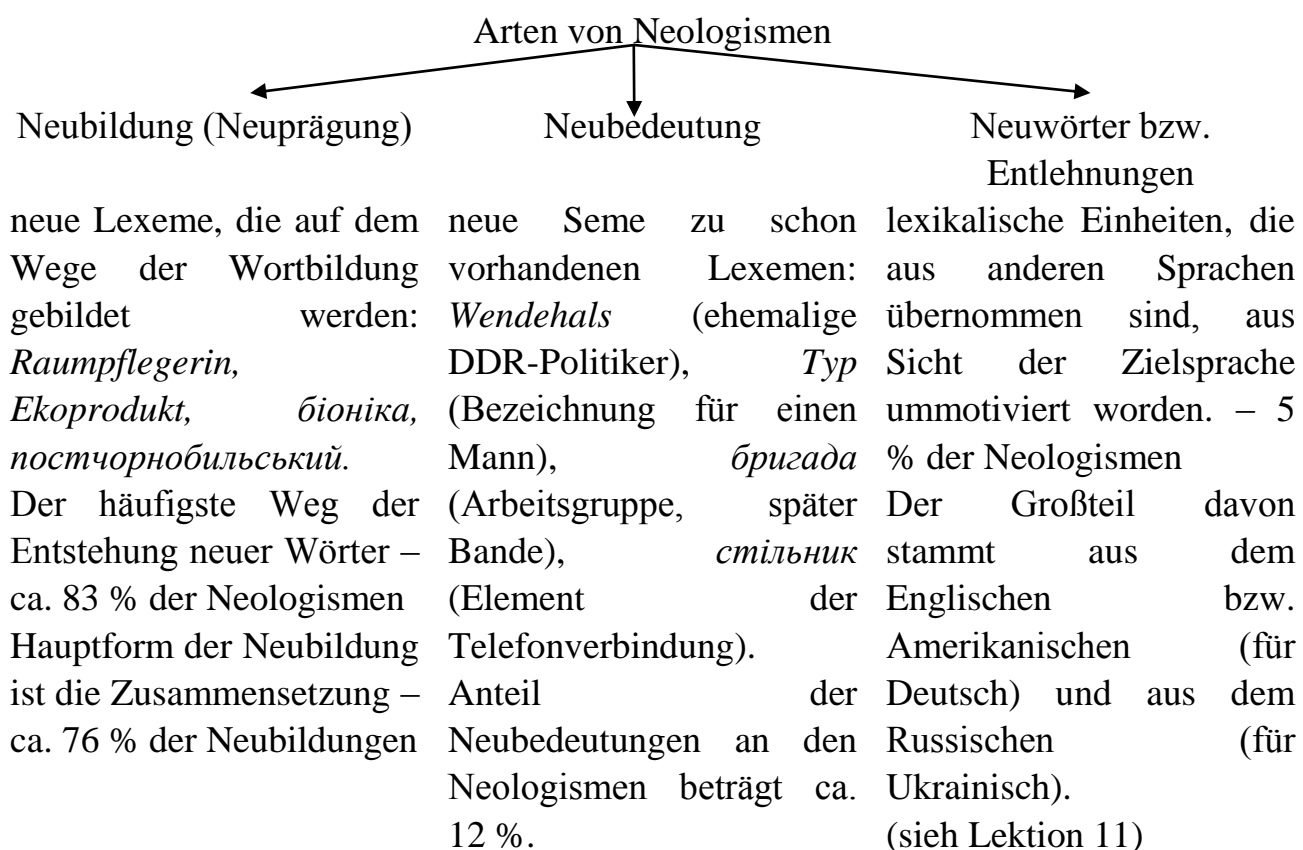 Arten von Neologismen
Neubildung (Neuprägung)
neue Lexeme, die auf dem
Wege der Wortbildung
gebildet werden:
Raumpflegerin,
Ekoprodukt, біоніка,
постчорнобильський.
Der häufigste Weg der
Entstehung neuer Wörter –
ca. 83 % der Neologismen
Hauptform der Neubildung
ist die Zusammensetzung –
ca. 76 % der Neubildungen
Neubedeutung
neue Seme zu schon
vorhandenen Lexemen:
Wendehals (ehemalige
DDR-Politiker), Typ
(Bezeichnung für einen
Mann), бригада
(Arbeitsgruppe, später
Bande), стільник
(Element der
Telefonverbindung).
Anteil der
Neubedeutungen an den
Neologismen beträgt ca.
12 %.
Neuwörter bzw.
Entlehnungen
lexikalische Einheiten, die
aus anderen Sprachen
übernommen sind, aus
Sicht der Zielsprache
ummotiviert worden. – 5
% der Neologismen
Der Großteil davon
stammt aus dem
Englischen bzw.
Amerikanischen (für
Deutsch) und aus dem
Russischen (für
Ukrainisch).
(sieh Lektion 11)